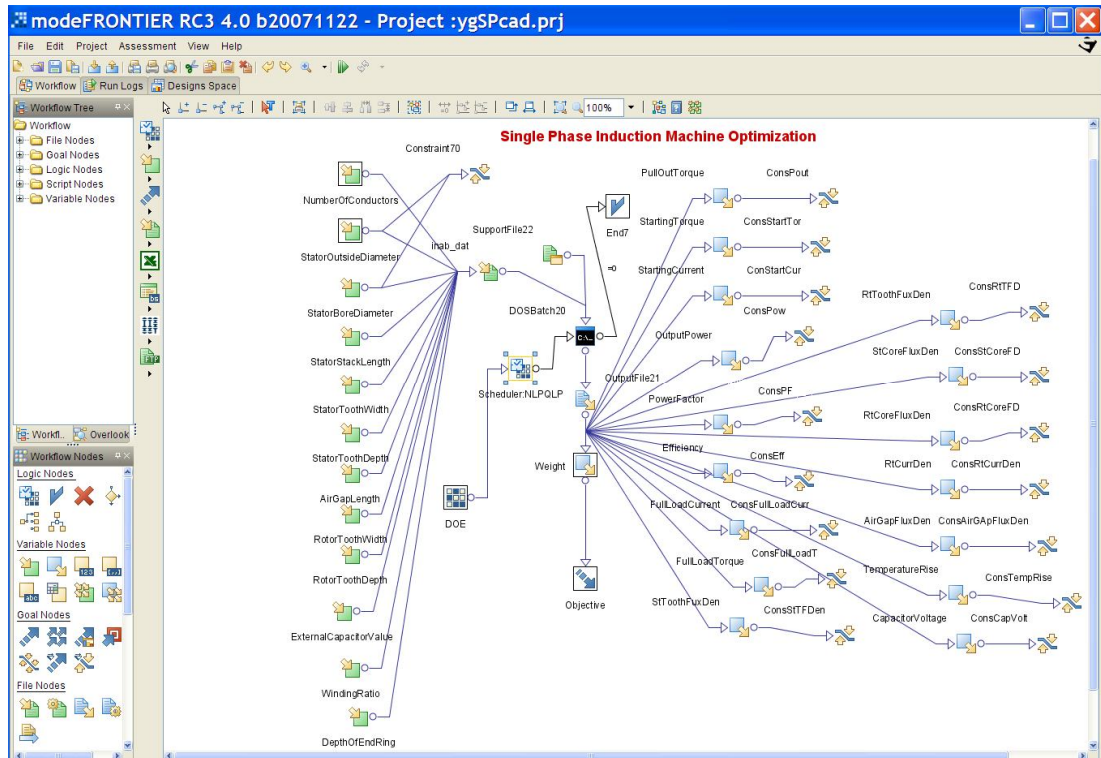 modeFRONTIER RC3 4.0 b20071122 - Project :ygSPcad.prj
File Edit Project Assessment View Help
Workflow Run Logs Designs Space
Workflow Tree
100%
Workflow
File Nodes
Goal Nodes
Logic Nodes
Script Nodes
Variable Nodes
Workfl.. Overlook
Workflow Nodes
Logic Nodes
Variable Nodes
Goal Nodes
File Nodes
Single Phase Induction Machine Optimization
Constraint70
NumberOfConductors
StatorOutsideDiameter
StatorBoreDiameter
StatorStackLength
StatorToothWidth
StatorToothDepth
AirGapLength
RotorToothWidth
RotorToothDepth
ExternalCapacitorValue
WindingRatio
DepthOfEndRing
inab_dat
SupportFile22
End7
=0
DOSBatch20
C:\...
Scheduler:NLPQLP
OutputFile21
DOE
Weight
Objective
PullOutTorque ConsPout
StartingTorque ConsStartTor
StartingCurrent ConStartCur
OutputPower ConsPow
PowerFactor ConsPF
Efficiency ConsEff
FullLoadCurrent ConsFullLoadCurr
FullLoadTorque ConsFullLoadT
StToothFuxDen ConsStTFDen
RtToothFuxDen ConsRtTFD
StCoreFluxDen ConsStCoreFD
RtCoreFluxDen ConsRtCoreFD
RtCurrDen ConsRtCurrDen
AirGapFluxDen ConsAirGApFluxDen
TemperatureRise ConsTempRise
CapacitorVoltage ConsCapVolt